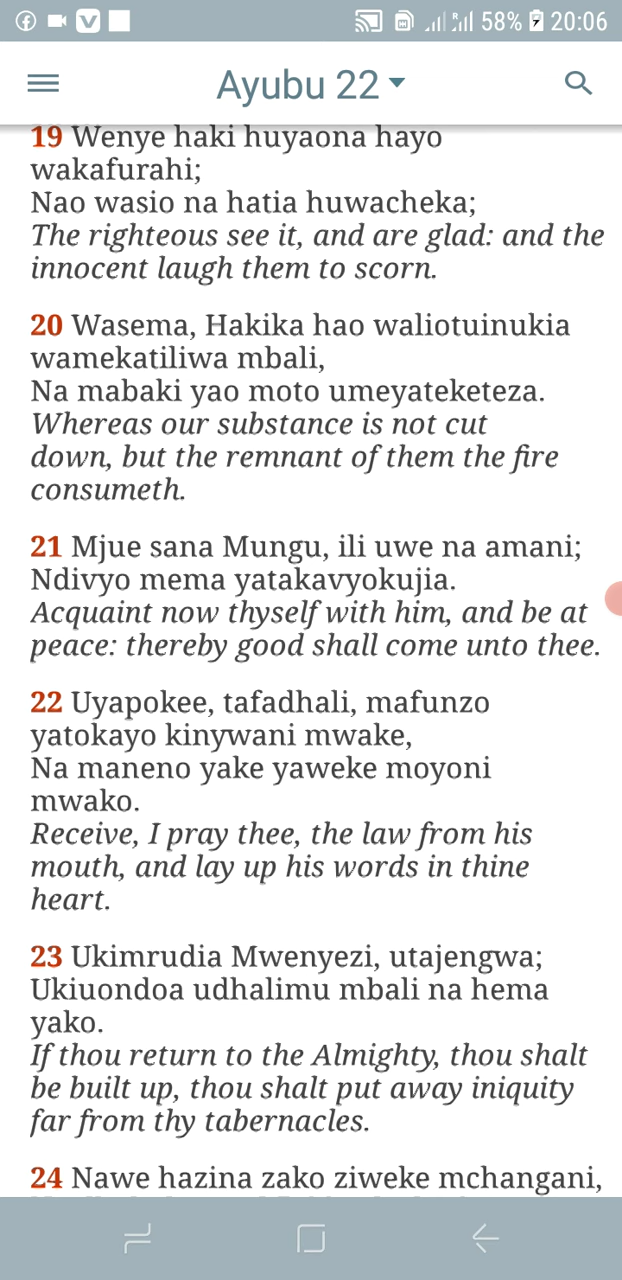 58% 20:06
Ayubu 22
19 Wenye haki huyaona hayo
wakafurahi;
Nao wasio na hatia huwacheka;
The righteous see it, and are glad: and the
innocent laugh them to scorn.
20 Wasema, Hakika hao waliotuinukia
wamekatiliwa mbali,
Na mabaki yao moto umeyateketeza.
Whereas our substance is not cut
down, but the remnant of them the fire
consumeth.
21 Mjue sana Mungu, ili uwe na amani;
Ndivyo mema yatakavyokujia.
Acquaint now thyself with him, and be at
peace: thereby good shall come unto thee.
22 Uyapokee, tafadhali, mafunzo
yatokayo kinywani mwake,
Na maneno yake yaweke moyoni
mwako.
Receive, I pray thee, the law from his
mouth, and lay up his words in thine
heart.
23 Ukimrudia Mwenyezi, utajengwa;
Ukiuondoa udhalimu mbali na hema
yako.
If thou return to the Almighty, thou shalt
be built up, thou shalt put away iniquity
far from thy tabernacles.
24 Nawe hazina zako ziweke mchangani,